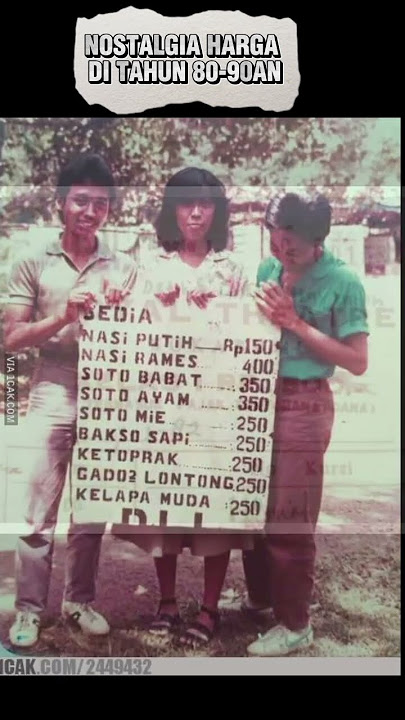 NOSTALGIA HARGA
DI TAHUN 80-90AN
SEDIA
NASI PUTIH Rp150
NASI RAMES 400
SOTO BABAT : 350
SOTO AYAM : 350
SOTO MIE : 250
BAKSO SAPI : 250
KETOPRAK : 250
GADO2 LONTONG 250
KELAPA MUDA : 250
DLL
VIA 1CAK.COM
1CAK.COM/2449432
Kursi